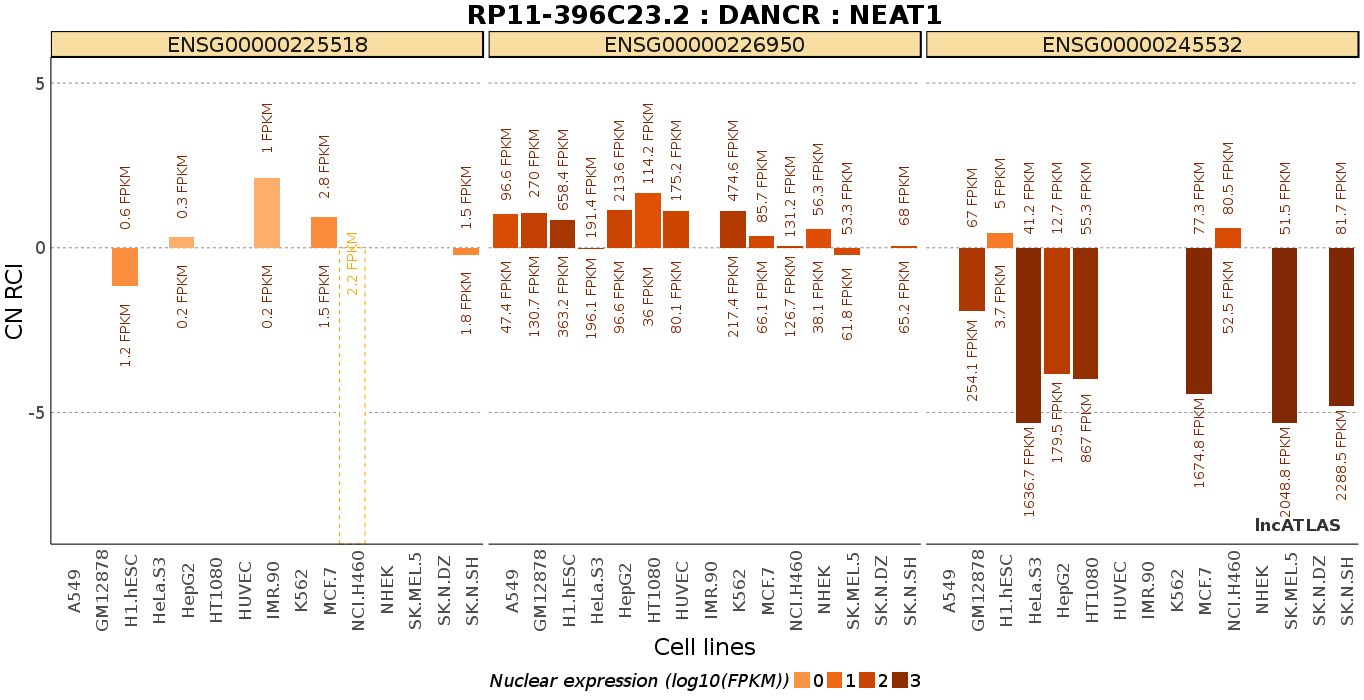 RP11-396C23.2 : DANCR : NEAT1
ENSG00000225518 ENSG00000226950 ENSG00000245532
CN RCI
5
0
-5
0.6 FPKM
1.2 FPKM
0.3 FPKM
0.2 FPKM
1 FPKM
0.2 FPKM
2.8 FPKM
1.5 FPKM
2.2 FPKM
1.5 FPKM
1.8 FPKM
96.6 FPKM
47.4 FPKM
270 FPKM
130.7 FPKM
658.4 FPKM
363.2 FPKM
191.4 FPKM
196.1 FPKM
213.6 FPKM
96.6 FPKM
114.2 FPKM
36 FPKM
175.2 FPKM
80.1 FPKM
474.6 FPKM
217.4 FPKM
85.7 FPKM
66.1 FPKM
131.2 FPKM
126.7 FPKM
56.3 FPKM
38.1 FPKM
53.3 FPKM
61.8 FPKM
68 FPKM
65.2 FPKM
67 FPKM
254.1 FPKM
5 FPKM
3.7 FPKM
41.2 FPKM
1636.7 FPKM
12.7 FPKM
179.5 FPKM
55.3 FPKM
867 FPKM
77.3 FPKM
1674.8 FPKM
80.5 FPKM
52.5 FPKM
51.5 FPKM
2048.8 FPKM
81.7 FPKM
2288.5 FPKM
lncATLAS
A549
GM12878
H1.hESC
HeLa.S3
HepG2
HT1080
HUVEC
IMR.90
K562
MCF.7
NCI.H460
NHEK
SK.MEL.5
SK.N.DZ
SK.N.SH
A549
GM12878
H1.hESC
HeLa.S3
HepG2
HT1080
HUVEC
IMR.90
K562
MCF.7
NCI.H460
NHEK
SK.MEL.5
SK.N.DZ
SK.N.SH
A549
GM12878
H1.hESC
HeLa.S3
HepG2
HT1080
HUVEC
IMR.90
K562
MCF.7
NCI.H460
NHEK
SK.MEL.5
SK.N.DZ
SK.N.SH
Cell lines
Nuclear expression (log10(FPKM)) 0 1 2 3